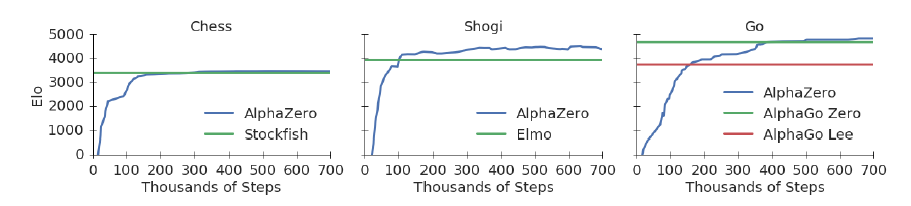 Chess
Shogi
Go
Elo
5000
4000
3000
2000
1000
0
AlphaZero
Stockfish
0 100 200 300 400 500 600 700
Thousands of Steps
AlphaZero
Elmo
0 100 200 300 400 500 600 700
Thousands of Steps
AlphaZero
AlphaGo Zero
AlphaGo Lee
0 100 200 300 400 500 600 700
Thousands of Steps